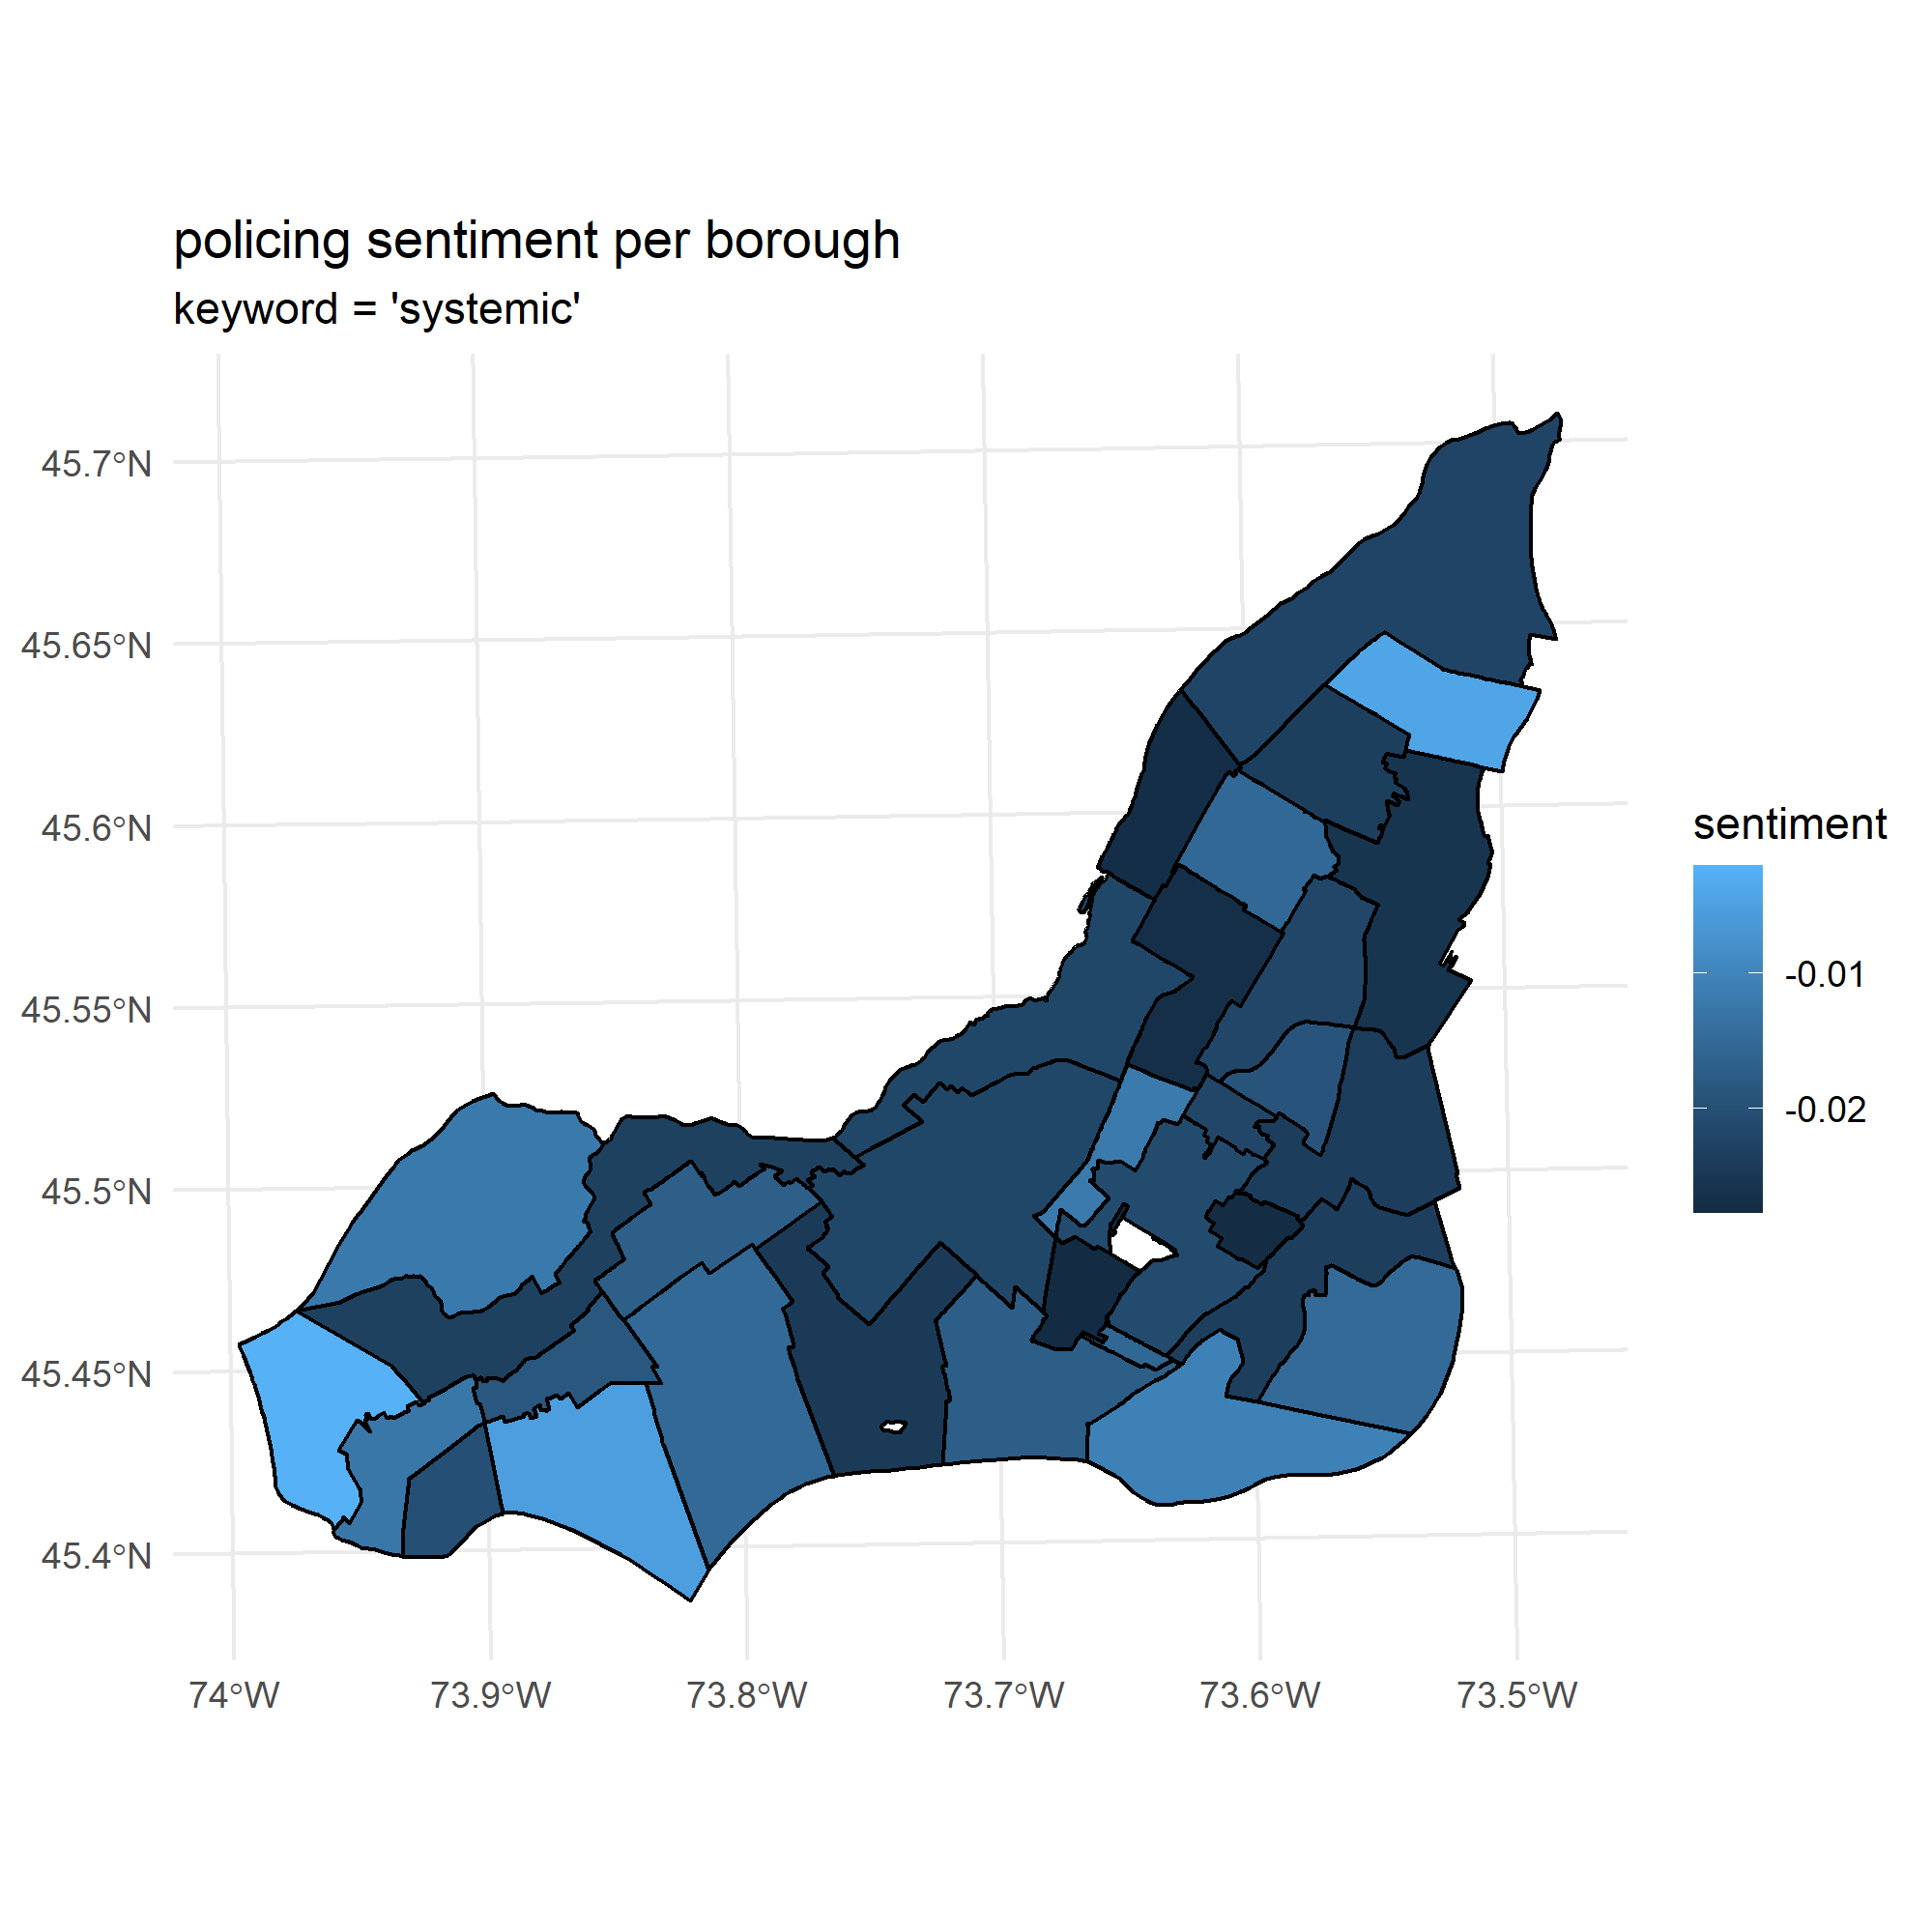 policing sentiment per borough
keyword = 'systemic'
45.7°N
45.65°N
45.6°N
45.55°N
45.5°N
45.45°N
45.4°N
74°W 73.9°W 73.8°W 73.7°W 73.6°W 73.5°W
sentiment
-0.01
-0.02